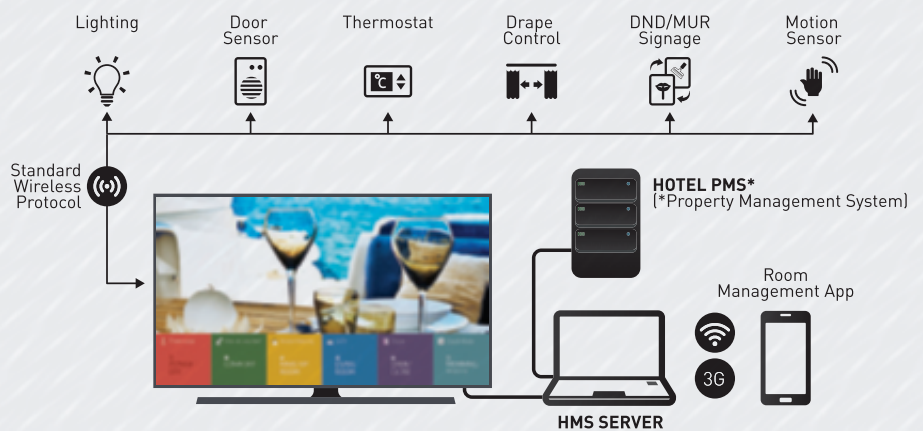 Lighting
Door
Sensor
Thermostat
Drape
Control
DND/MUR
Signage
Motion
Sensor
°C
Standard
Wireless
Protocol
HOTEL PMS*
(*Property Management System)
Room
Management App
3G
HMS SERVER